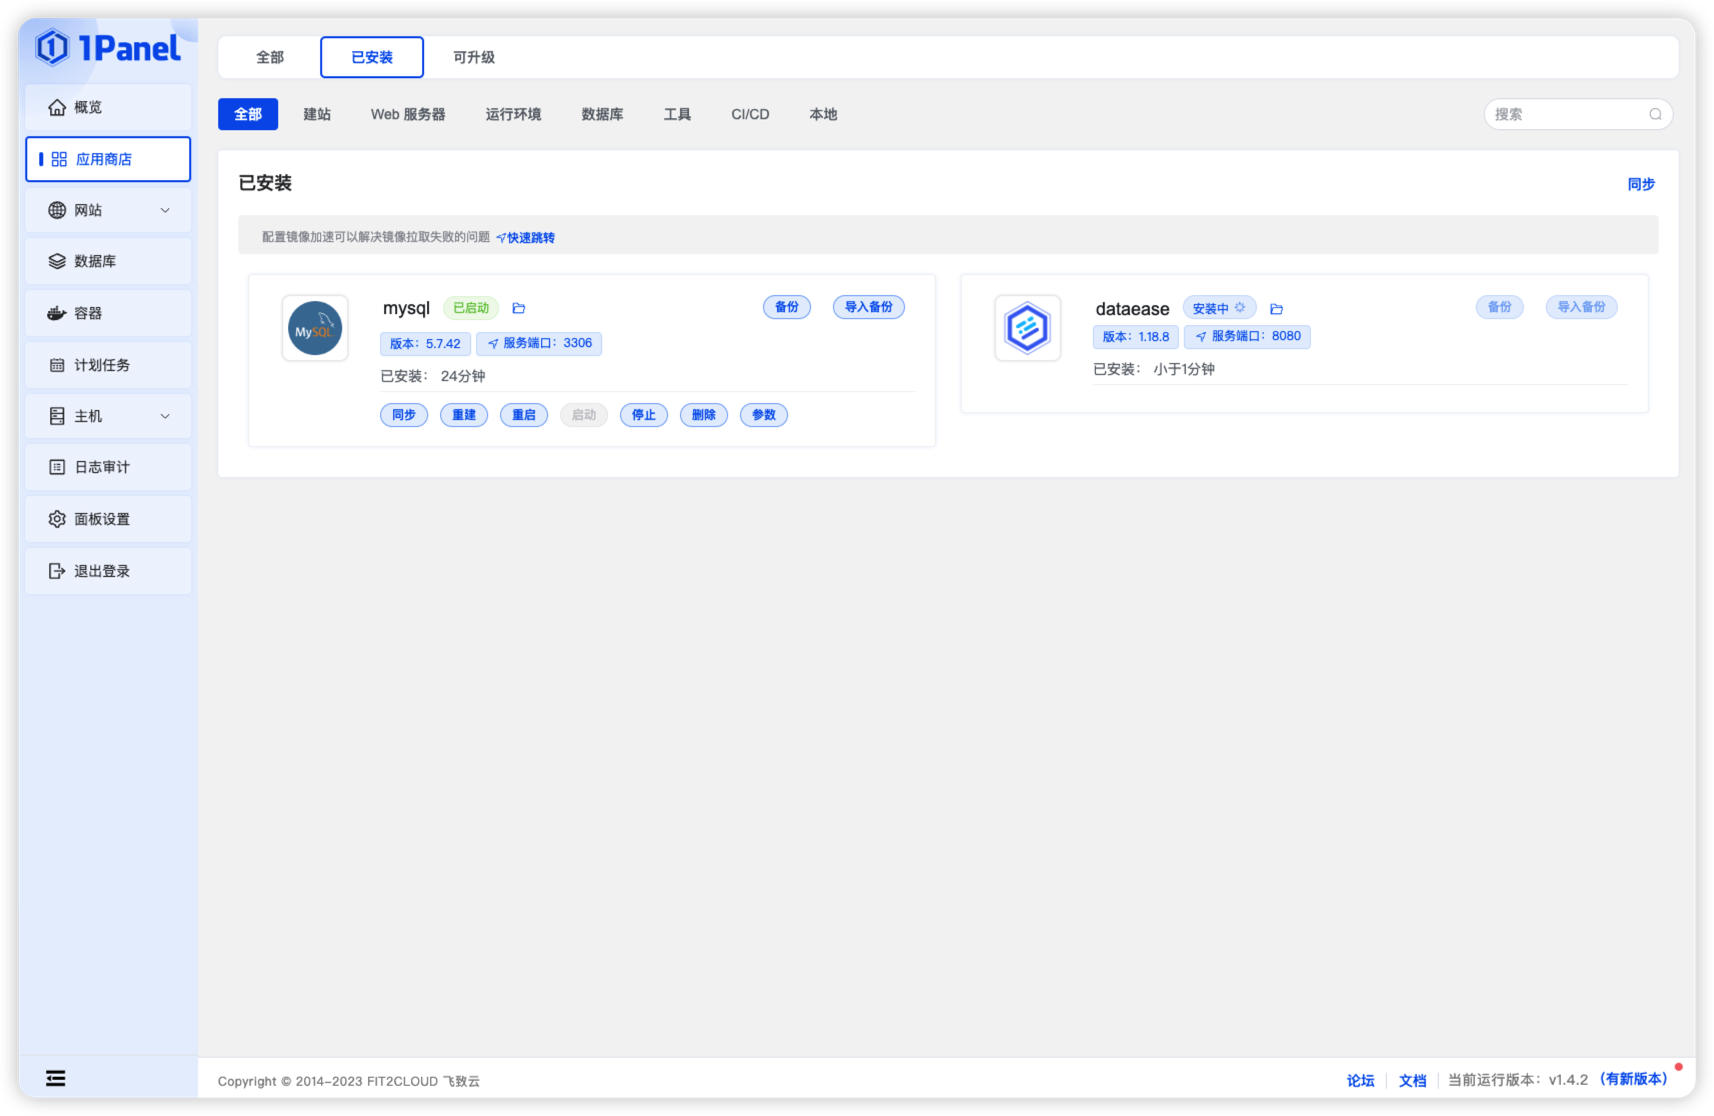 1Panel
全部
已安装
可升级
概览
应用商店
网站
数据库
容器
计划任务
主机
日志审计
面板设置
退出登录
全部
建站
Web 服务器
运行环境
数据库
工具
CI/CD
本地
搜索
已安装
同步
配置镜像加速可以解决镜像拉取失败的问题 快速跳转
MySQL
mysql 已启动 备份 导入备份
版本：5.7.42 服务端口：3306
已安装： 24分钟
同步 重建 重启 启动 停止 删除 参数
dataease 安装中 备份 导入备份
版本：1.18.8 服务端口：8080
已安装： 小于1分钟
Copyright © 2014-2023 FIT2CLOUD 飞致云
论坛 文档 当前运行版本：v1.4.2 （有新版本）